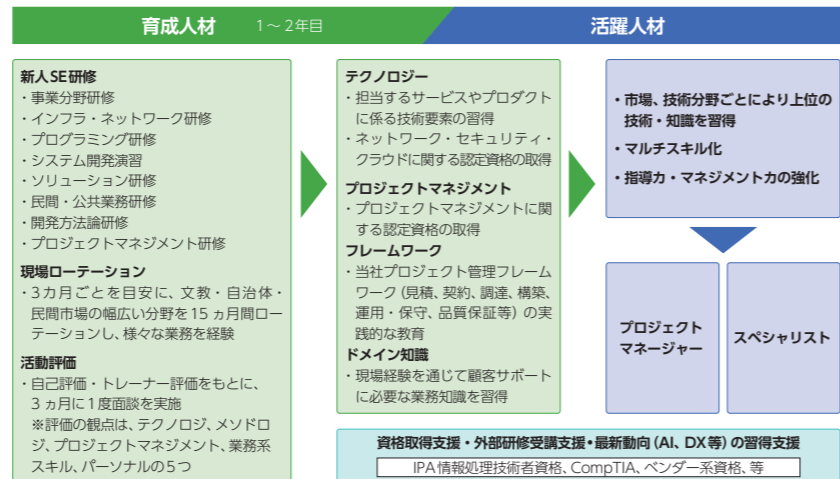 育成人材 1～2年目
活躍人材
新人SE研修
・事業分野研修
・インフラ・ネットワーク研修
・プログラミング研修
・システム開発演習
・ソリューション研修
・民間・公共業務研修
・開発方法論研修
・プロジェクトマネジメント研修
現場ローテーション
・3カ月ごとを目安に、文教・自治体・
民間市場の幅広い分野を15ヵ月間ロー
テーションし、様々な業務を経験
活動評価
・自己評価・トレーナー評価をもとに、
3ヵ月に1度面談を実施
※評価の観点は、テクノロジ、メソドロ
ジ、プロジェクトマネジメント、業務系
スキル、パーソナルの5つ
テクノロジー
・担当するサービスやプロダクト
に係る技術要素の習得
・ネットワーク・セキュリティ・
クラウドに関する認定資格の取得
プロジェクトマネジメント
・プロジェクトマネジメントに関
する認定資格の取得
フレームワーク
・当社プロジェクト管理フレーム
ワーク（見積、契約、調達、構築、
運用・保守、品質保証等）の実
践的な教育
ドメイン知識
・現場経験を通じて顧客サポート
に必要な業務知識を習得
・市場、技術分野ごとにより上位の
技術・知識を習得
・マルチスキル化
・指導力・マネジメント力の強化
プロジェクト
マネージャー
スペシャリスト
資格取得支援・外部研修受講支援・最新動向（AI、DX等）の習得支援
IPA情報処理技術者資格、CompTIA、ベンダー系資格、等